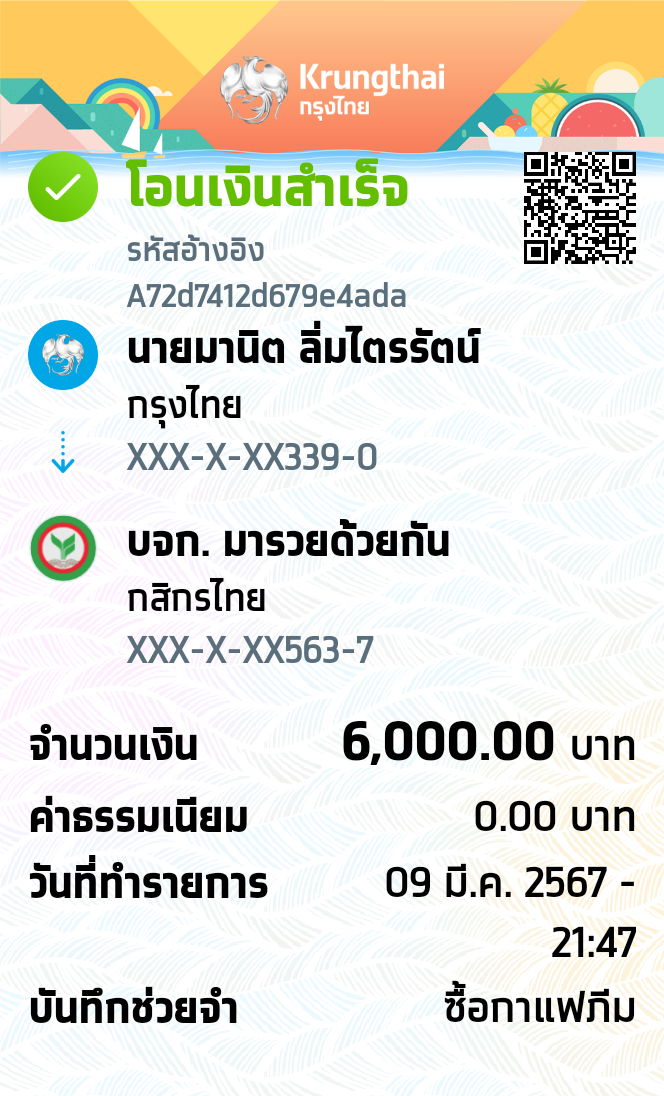 Krungthai
กรุงไทย
โอนเงินสำเร็จ
รหัสอ้างอิง
A72d7412d679e4ada
นายมานิต ลิ่มไตรรัตน์
กรุงไทย
XXX-X-XX339-0
บจก. มารวยด้วยกัน
กสิกรไทย
XXX-X-XX563-7
จำนวนเงิน 6,000.00 บาท
ค่าธรรมเนียม 0.00 บาท
วันที่ทำรายการ 09 มี.ค. 2567 -
21:47
บันทึกช่วยจำ ซื้อกาแฟภีม